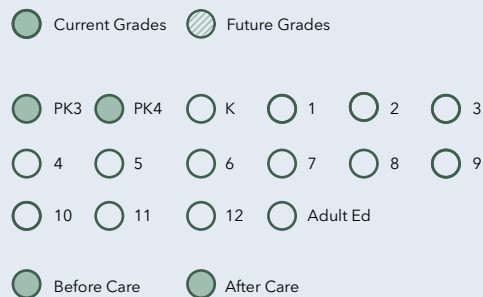 Current Grades Future Grades
PK3 PK4 K 1 2 3
4 5 6 7 8 9
10 11 12 Adult Ed
Before Care After Care